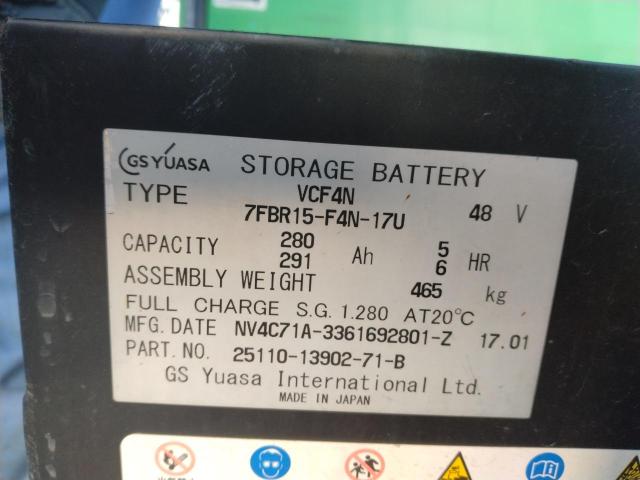 GS YUASA STORAGE BATTERY
TYPE VCF4N
7FBR15-F4N-17U 48 V
CAPACITY 280 Ah 5 HR
291 6
ASSEMBLY WEIGHT 465 kg
FULL CHARGE S.G. 1.280 AT20℃
MFG. DATE NV4C71A-3361692801-Z 17.01
PART. NO. 25110-13902-71-B
GS Yuasa International Ltd.
MADE IN JAPAN